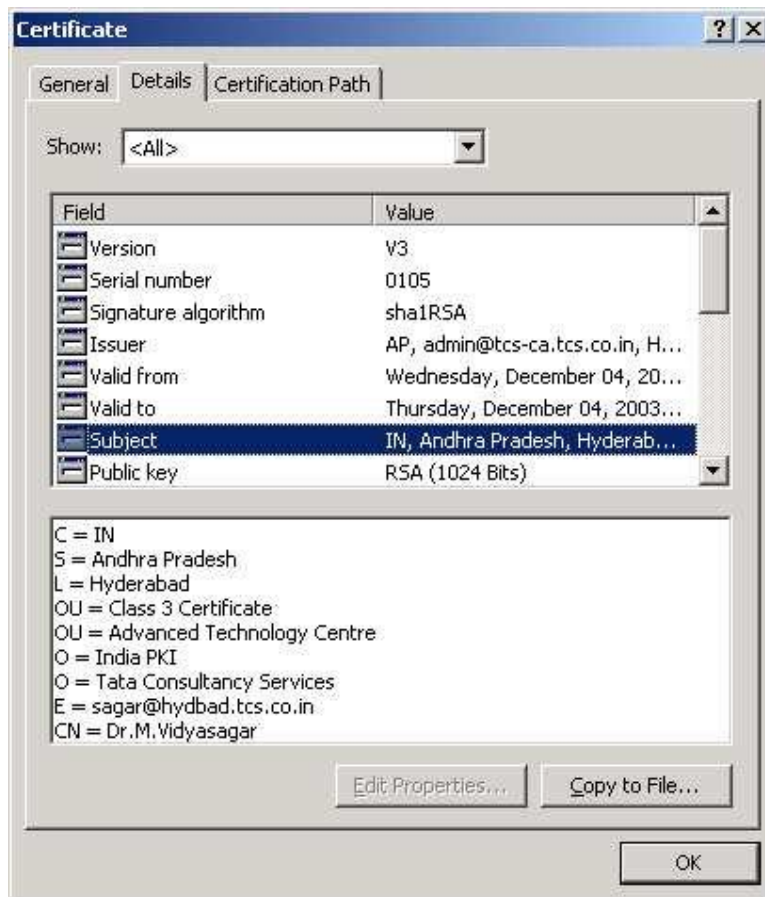 Certificate
General Details Certification Path
Show: <All>
Field Value
Version V3
Serial number 0105
Signature algorithm sha1RSA
Issuer AP, admin@tcs-ca.tcs.co.in, H...
Valid from Wednesday, December 04, 20...
Valid to Thursday, December 04, 2003...
Subject IN, Andhra Pradesh, Hyderab...
Public key RSA (1024 Bits)
C = IN
S = Andhra Pradesh
L = Hyderabad
OU = Class 3 Certificate
OU = Advanced Technology Centre
O = India PKI
O = Tata Consultancy Services
E = sagar@hydbad.tcs.co.in
CN = Dr.M.Vidyasagar
Edit Properties... Copy to File...
OK